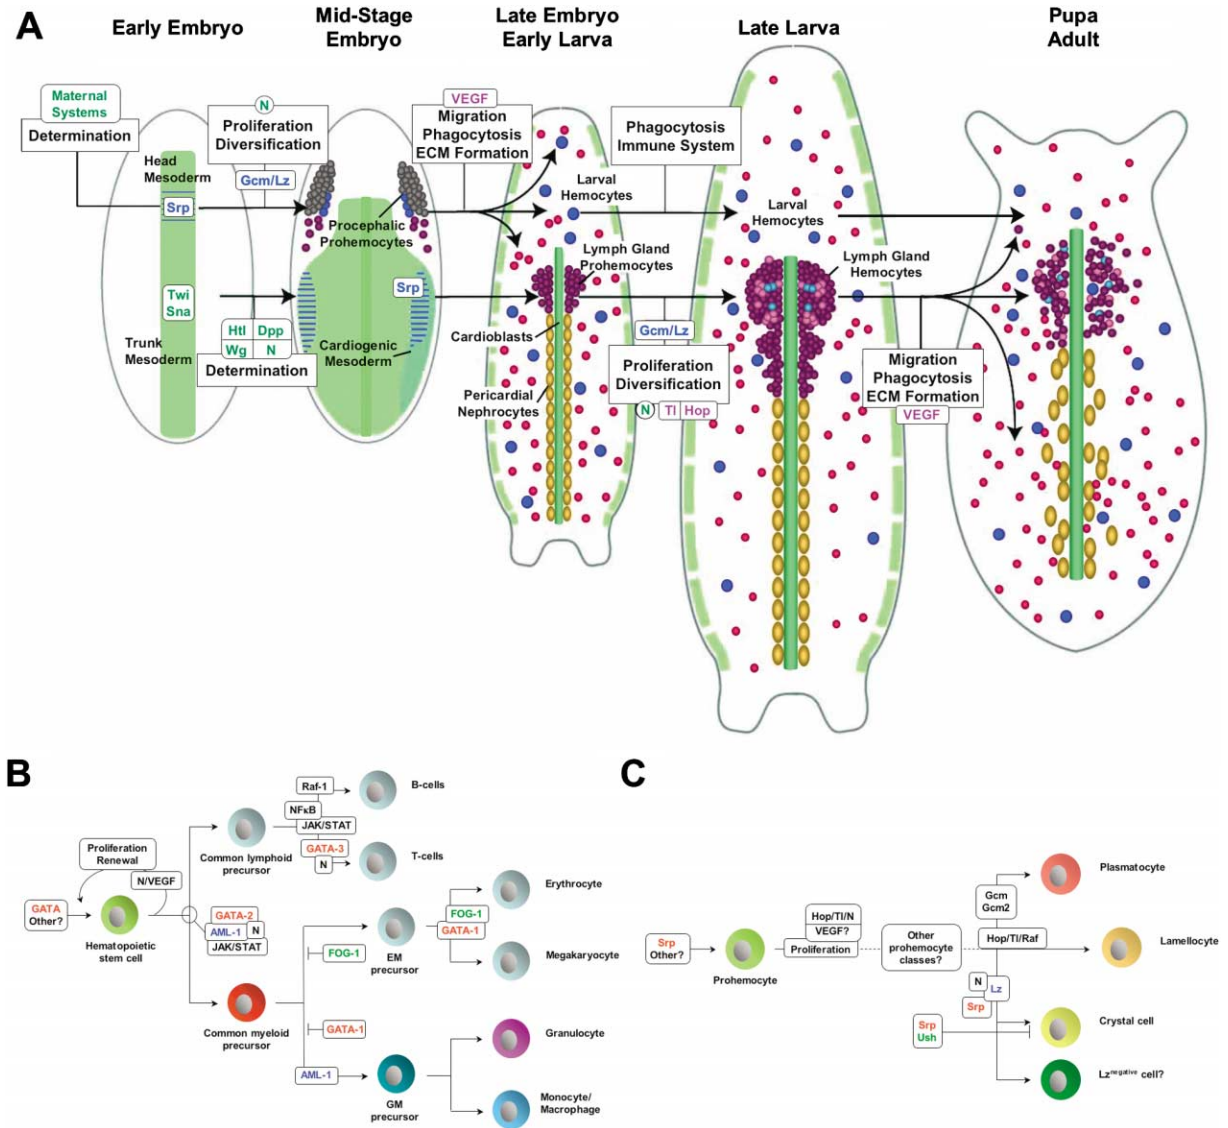 A
Early Embryo
Mid-Stage
Embryo
Late Embryo
Early Larva
Late Larva
Pupa
Adult
Maternal
Systems
Determination
Head
Mesoderm
Srp
Twi
Sna
Trunk
Mesoderm
N
Proliferation
Diversification
Gcm/Lz
Htl Dpp
Wg N
Determination
Procephalic
Prohemocytes
Srp
Cardiogenic
Mesoderm
VEGF
Migration
Phagocytosis
ECM Formation
Larval
Hemocytes
Lymph Gland
Prohemocytes
Cardioblasts
Pericardial
Nephrocytes
Phagocytosis
Immune System
Gcm/Lz
Proliferation
Diversification
N Tl Hop
Larval
Hemocytes
Lymph Gland
Hemocytes
Migration
Phagocytosis
ECM Formation
VEGF
B
Proliferation
Renewal
N/VEGF
GATA
Other?
Hematopoietic
stem cell
GATA-2
AML-1 N
JAK/STAT
Common lymphoid
precursor
Raf-1
NFκB
JAK/STAT
GATA-3
N
B-cells
T-cells
Common myeloid
precursor
FOG-1
GATA-1
AML-1
EM
precursor
FOG-1
GATA-1
Erythrocyte
Megakaryocyte
GM
precursor
Granulocyte
Monocyte/
Macrophage
C
Srp
Other?
Prohemocyte
Hop/Tl/N
VEGF?
Proliferation
Other
prohemocyte
classes?
Gcm
Gcm2
Hop/Tl/Raf
N
Lz
Srp
Srp
Ush
Plasmatocyte
Lamellocyte
Crystal cell
Lznegative cell?